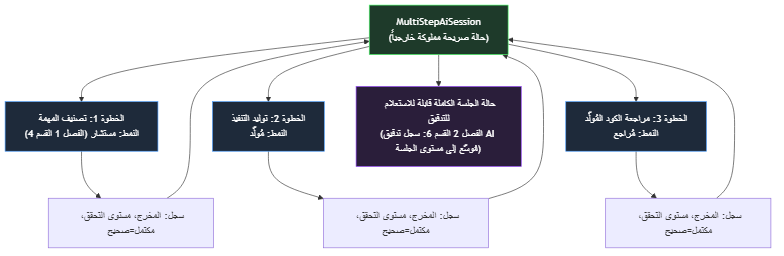 MultiStepAiSession
(حالة صريحة مملوكة خارجياً)
الخطوة 1: تصنيف المهمة
النمط: مستشار (الفصل 1 القسم 4)
الخطوة 2: توليد التنفيذ
النمط: مُولِّد
حالة الجلسة الكاملة قابلة للاستعلام
للتدقيق
(الفصل 2 القسم 6: سجل تدقيق AI
موسَّع إلى مستوى الجلسة)
الخطوة 3: مراجعة الكود المُولَّد
النمط: مُراجع
سجل: المخرج، مستوى التحقق،
مكتمل=صحيح
سجل: المخرج، مستوى التحقق،
مكتمل=صحيح
سجل: المخرج، مستوى التحقق،
مكتمل=صحيح